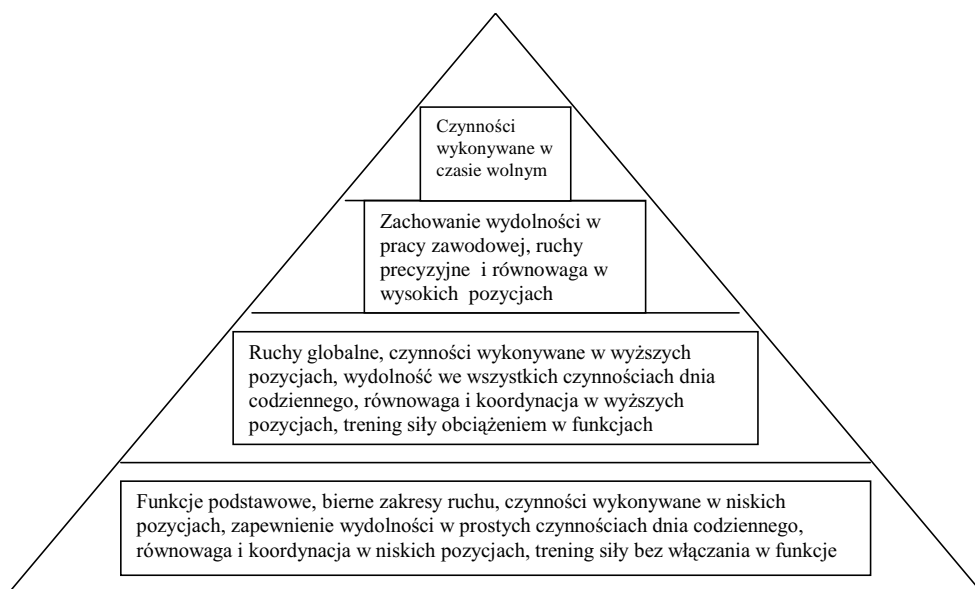 Czynności
wykonywane w
czasie wolnym
Zachowanie wydolności w
pracy zawodowej, ruchy
precyzyjne i równowaga w
wysokich pozycjach
Ruchy globalne, czynności wykonywane w wyższych
pozycjach, wydolność we wszystkich czynnościach dnia
codziennego, równowaga i koordynacja w wyższych
pozycjach, trening siły obciążeniem w funkcjach
Funkcje podstawowe, bierne zakresy ruchu, czynności wykonywane w niskich
pozycjach, zapewnienie wydolności w prostych czynnościach dnia codziennego,
równowaga i koordynacja w niskich pozycjach, trening siły bez włączania w funkcje